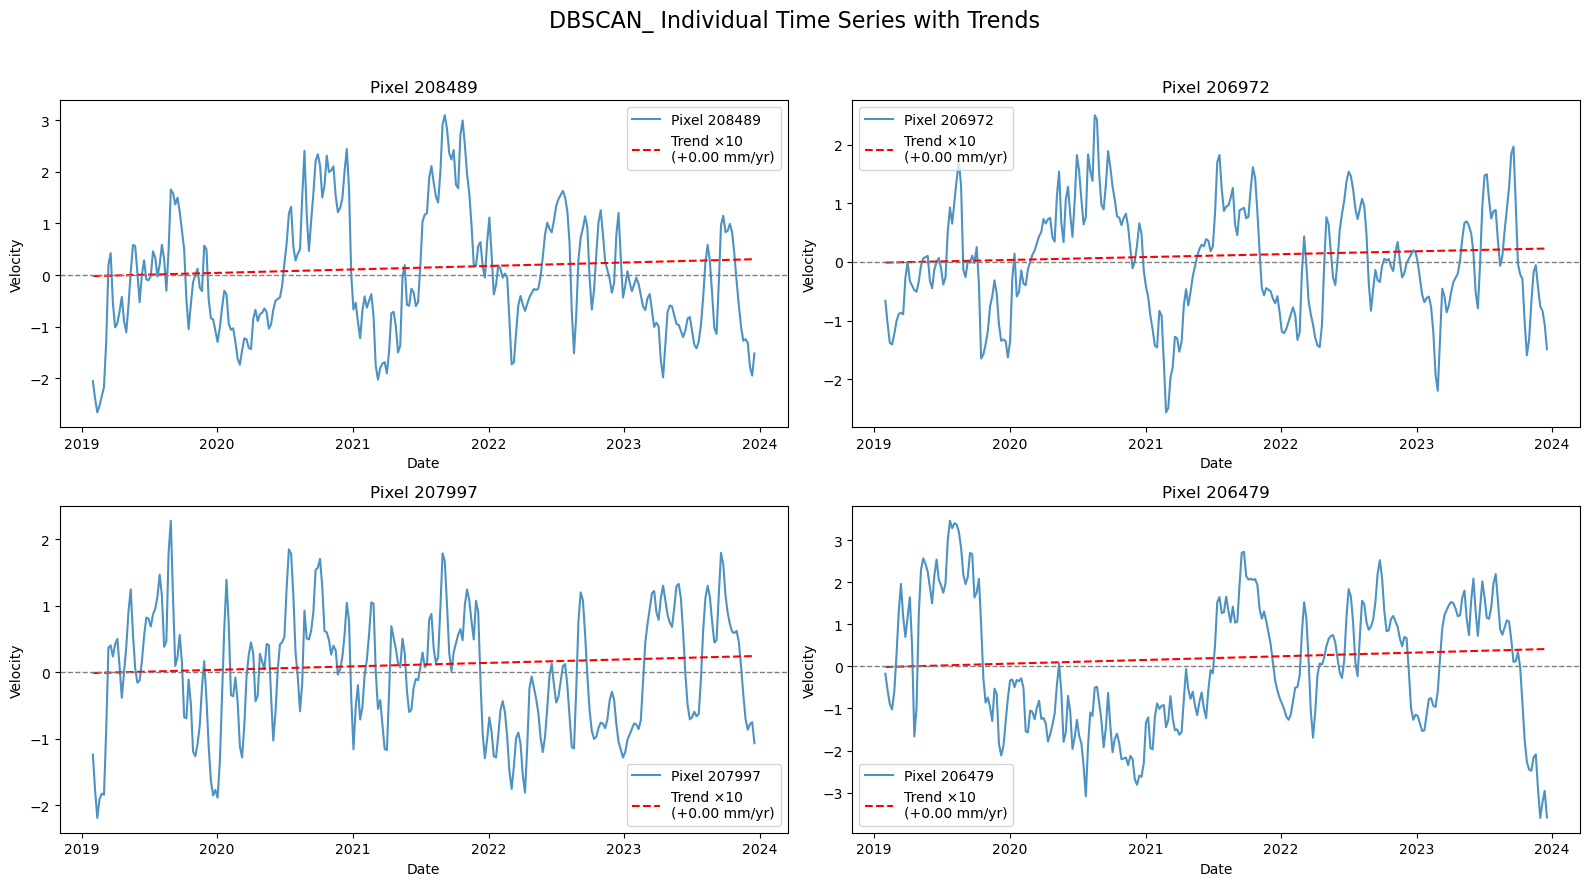 DBSCAN_ Individual Time Series with Trends
Pixel 208489
Velocity
3
2
1
0
−1
−2
Pixel 208489
Trend ×10
(+0.00 mm/yr)
2019 2020 2021 2022 2023 2024
Date
Pixel 206972
Velocity
2
1
0
−1
−2
Pixel 206972
Trend ×10
(+0.00 mm/yr)
2019 2020 2021 2022 2023 2024
Date
Pixel 207997
Velocity
2
1
0
−1
−2
Pixel 207997
Trend ×10
(+0.00 mm/yr)
2019 2020 2021 2022 2023 2024
Date
Pixel 206479
Velocity
3
2
1
0
−1
−2
−3
Pixel 206479
Trend ×10
(+0.00 mm/yr)
2019 2020 2021 2022 2023 2024
Date